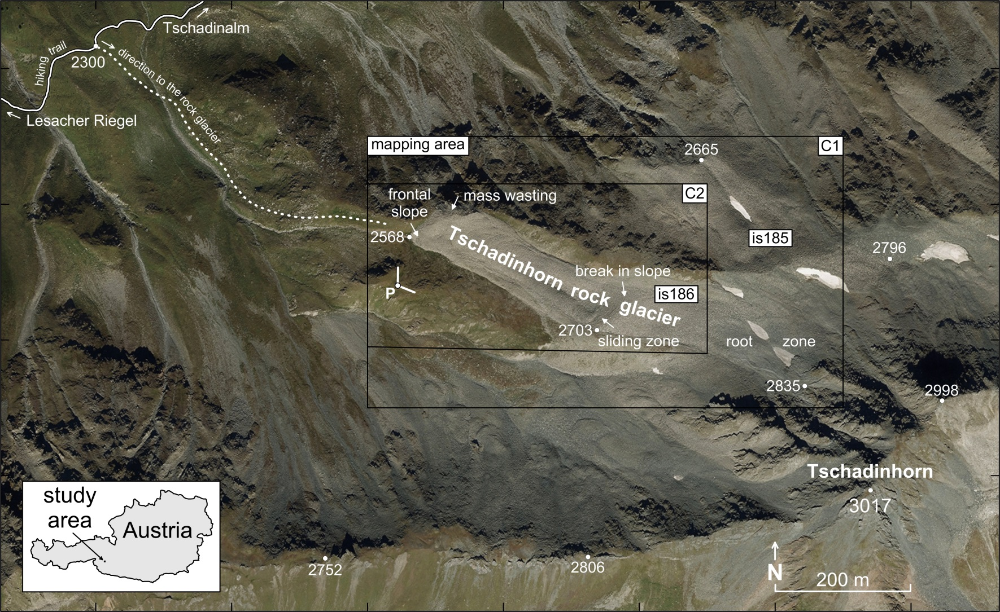 Tschadinalm
hiking trail
2300
direction to the rock glacier
Lesacher Riegel
mapping area
C1
2665
C2
frontal
slope
mass wasting
2568
Tschadinhorn rock glacier
is185
2796
break in slope
is186
P
2703
sliding zone
root zone
2835
2998
Tschadinhorn
3017
study
area
Austria
2752
2806
N
200 m